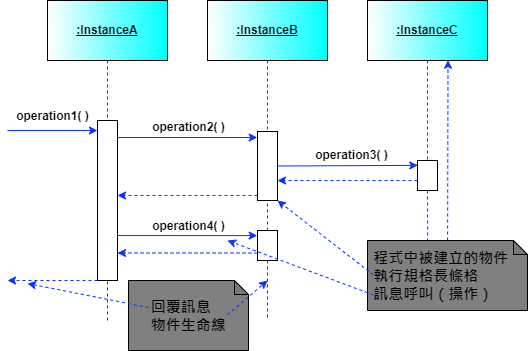 :InstanceA
:InstanceB
:InstanceC
operation1( )
operation2( )
operation3( )
operation4( )
程式中被建立的物件
執行規格長條格
訊息呼叫（操作）
回覆訊息
物件生命線